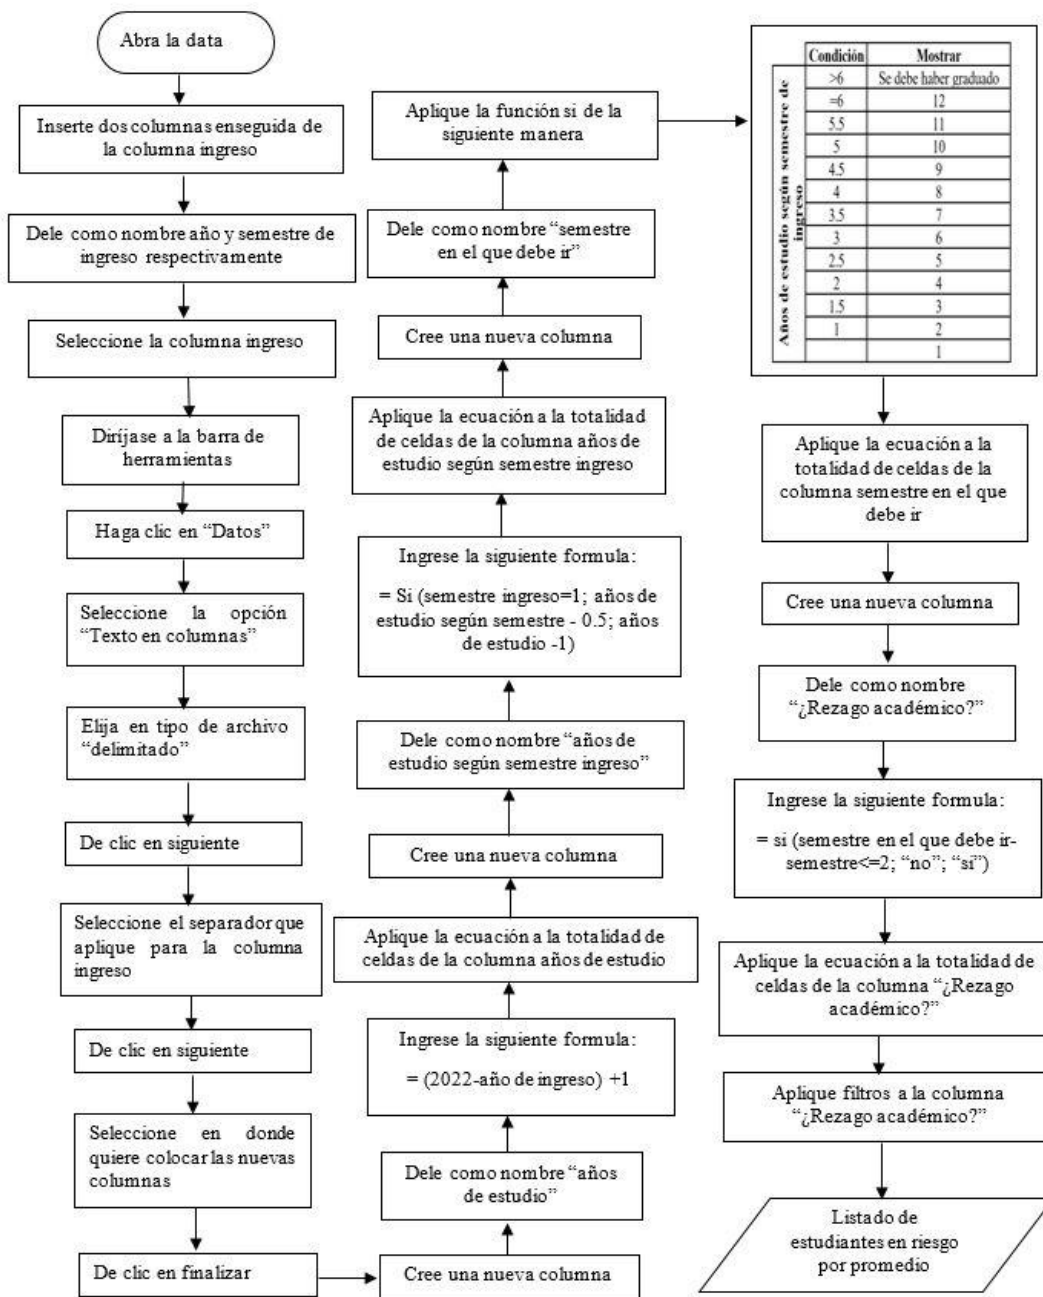 Abra la data
Inserte dos columnas enseguida de
la columna ingreso
Dele como nombre año y semestre de
ingreso respectivamente
Seleccione la columna ingreso
Diríjase a la barra de
herramientas
Haga clic en “Datos”
Seleccione la opción
“Texto en columnas”
Elija en tipo de archivo
“delimitado”
De clic en siguiente
Seleccione el separador que
aplique para la columna
ingreso
De clic en siguiente
Seleccione en donde
quiere colocar las nuevas
columnas
De clic en finalizar
Cree una nueva columna
Dele como nombre “años
de estudio”
Ingrese la siguiente formula:
= (2022-año de ingreso) +1
Aplique la ecuación a la totalidad de
celdas de la columna años de estudio
Cree una nueva columna
Dele como nombre “años de
estudio según semestre ingreso”
Ingrese la siguiente formula:
= Si (semestre ingreso=1; años de
estudio según semestre - 0.5; años
de estudio -1)
Aplique la ecuación a la totalidad
de celdas de la columna años de
estudio según semestre ingreso
Cree una nueva columna
Dele como nombre “semestre
en el que debe ir”
Aplique la función si de la
siguiente manera
Años de estudio según semestre de
ingreso
Condición Mostrar
>6 Se debe haber graduado
=6 12
5.5 11
5 10
4.5 9
4 8
3.5 7
3 6
2.5 5
2 4
1.5 3
1 2
1
Aplique la ecuación a la
totalidad de celdas de la
columna semestre en el que
debe ir
Cree una nueva columna
Dele como nombre
“¿Rezago académico?”
Ingrese la siguiente formula:
= si (semestre en el que debe ir-
semestre<=2; “no”; “si”)
Aplique la ecuación a la totalidad de
celdas de la columna “¿Rezago
académico?”
Aplique filtros a la columna
“¿Rezago académico?”
Listado de
estudiantes en riesgo
por promedio